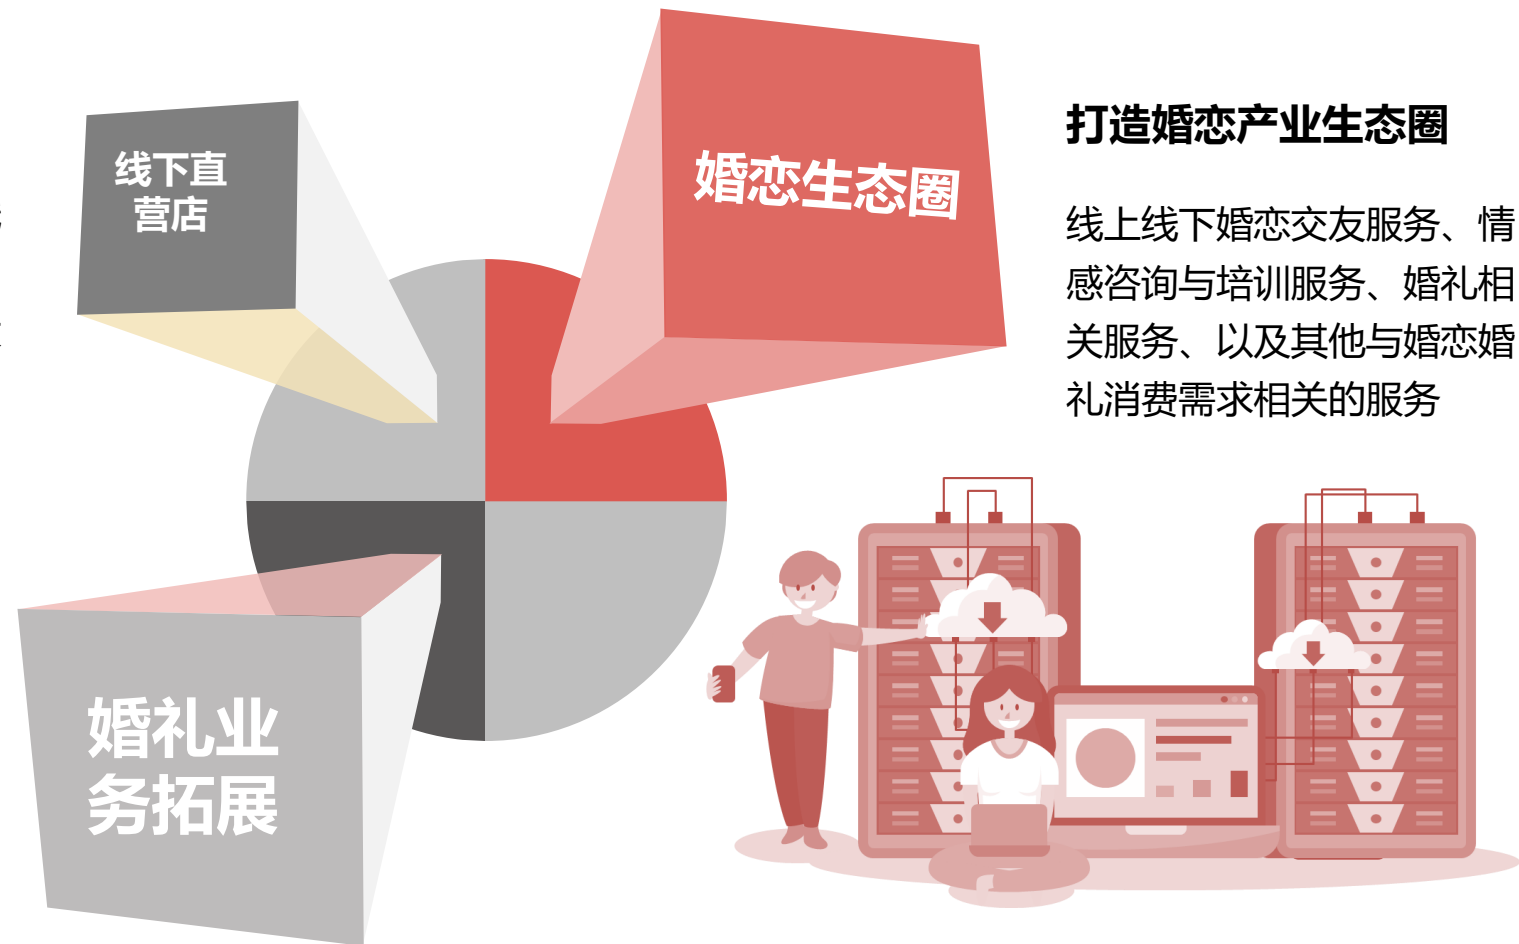 线下直
营店
婚恋生态圈
婚礼业
务拓展
打造婚恋产业生态圈
线上线下婚恋交友服务、情
感咨询与培训服务、婚礼相
关服务、以及其他与婚恋婚
礼消费需求相关的服务